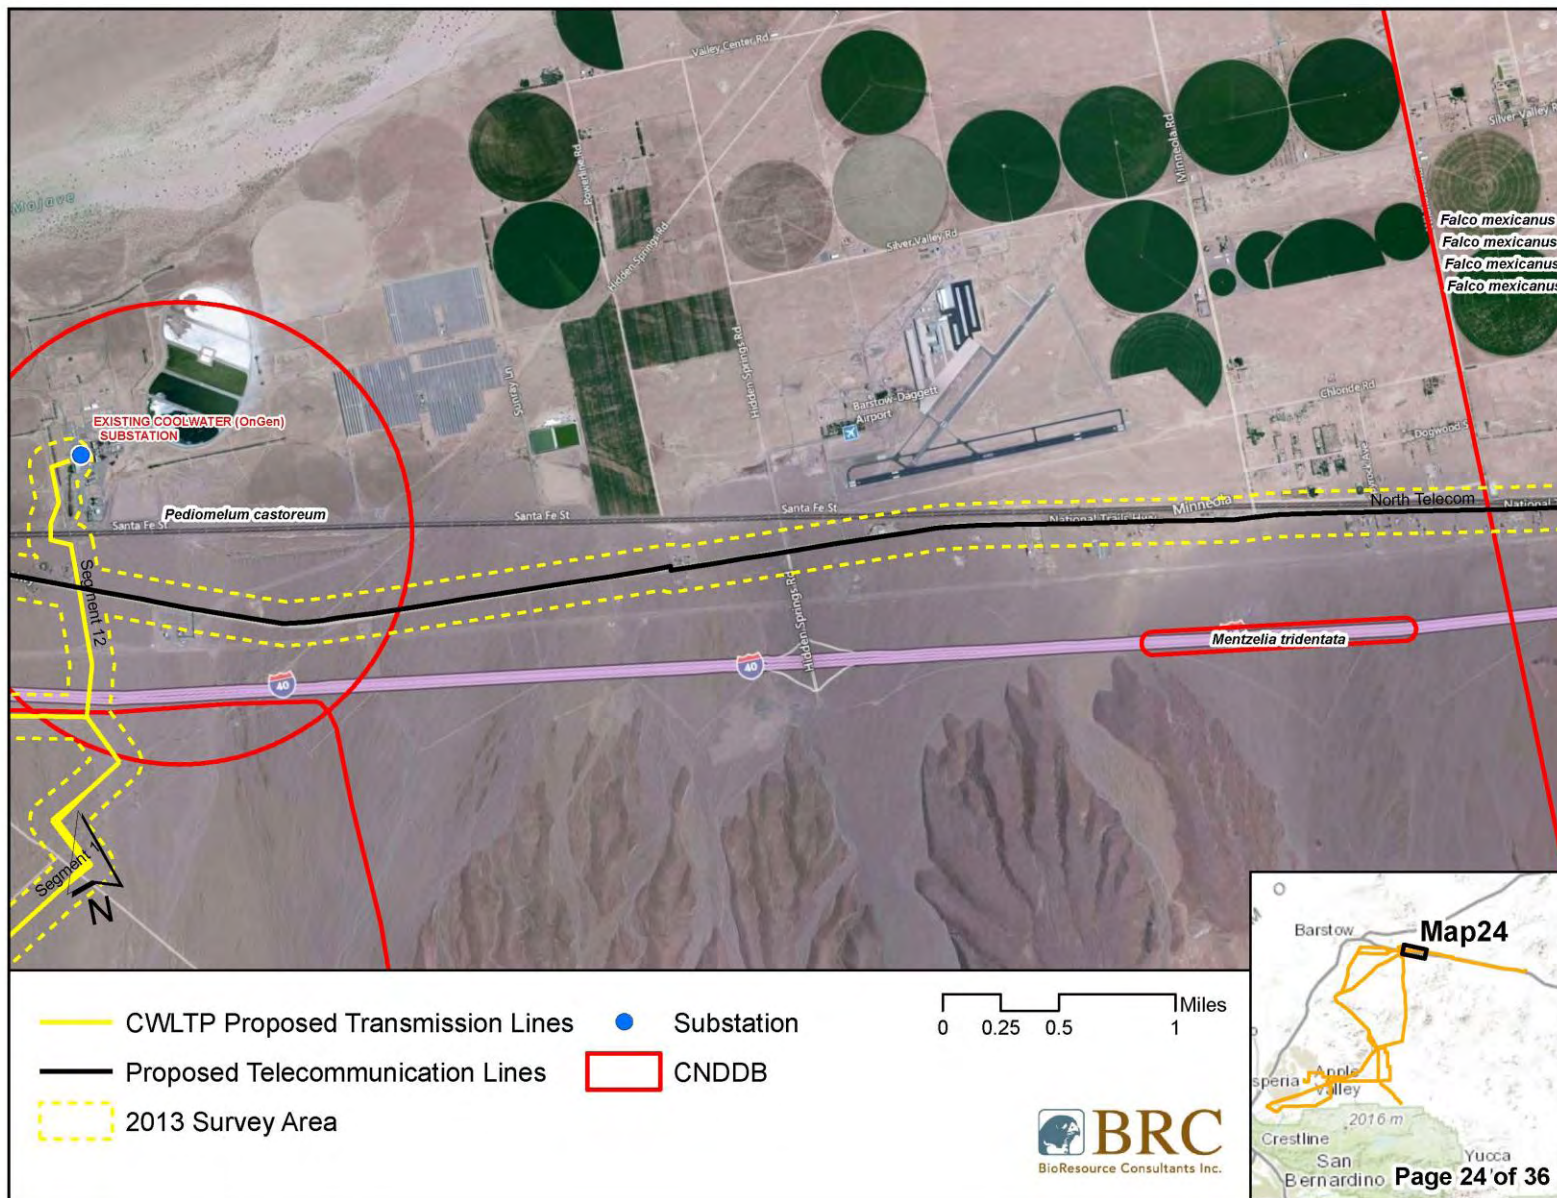 Valley Center Rd
Powerline Rd
Minneola Rd
Silver Valley R
Mojave
Hidden Springs Rd
Silver Valley Rd
Falco mexicanus
Falco mexicanus
Falco mexicanus
Falco mexicanus
Sunray Ln
Hidden Springs Rd
Barstow-Daggett
Airport
Chloride Rd
Dogwood S
EXISTING COOLWATER (OnGen)
SUBSTATION
Pediomelum castoreum
Santa Fe St
Santa Fe St
Santa Fe St
Minneola
National Trails Hwy
North Telecom
National
Segment 12
Hidden Springs Rd
40
40
Mentzelia tridentata
Segment 1
N
CWLTP Proposed Transmission Lines
Proposed Telecommunication Lines
2013 Survey Area
Substation
CNDDB
Miles
0 0.25 0.5 1
BRC
BioResource Consultants Inc.
Barstow
Map24
speria
Apple
Valley
2016 m
Crestline
San
Bernardino
Yucca
Page 24 of 36